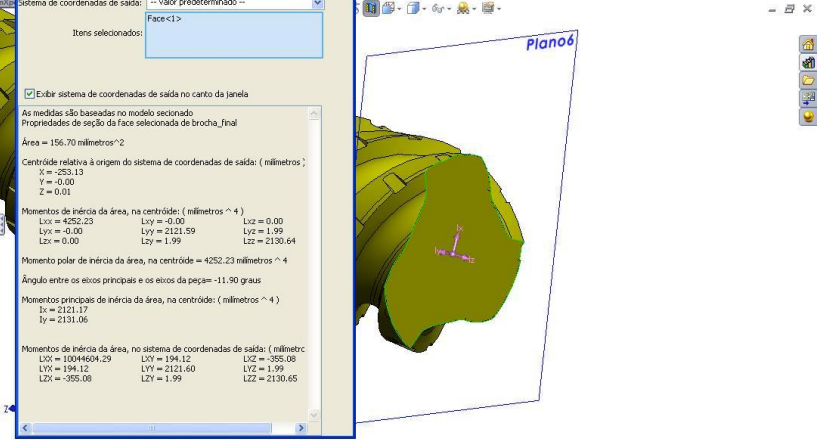 Sistema de coordenadas de saída: -- Valor predeterminado --
Face<1>
Itens selecionados:
Exibir sistema de coordenadas de saída no canto da janela
As medidas são baseadas no modelo secionado
Propriedades de seção da face selecionada de brocha_final
Área = 156.70 milímetros^2
Centróide relativa à origem do sistema de coordenadas de saída: ( milímetros )
X = -253.13
Y = -0.00
Z = 0.01
Momentos de inércia da área, na centróide: ( milímetros ^ 4 )
Lxx = 4252.23 Lxy = -0.00 Lxz = 0.00
Lyx = -0.00 Lyy = 2121.59 Lyz = 1.99
Lzx = 0.00 Lzy = 1.99 Lzz = 2130.64
Momento polar de inércia da área, na centróide = 4252.23 milímetros ^ 4
Ângulo entre os eixos principais e os eixos da peça= -11.90 graus
Momentos principais de inércia da área, na centróide: ( milímetros ^ 4 )
Ix = 2121.17
Iy = 2131.06
Momentos de inércia da área, no sistema de coordenadas de saída: ( milímetrc
LXX = 10044604.29 LXY = 194.12 LXZ = -355.08
LYX = 194.12 LYY = 2121.60 LYZ = 1.99
LZX = -355.08 LZY = 1.99 LZZ = 2130.65
Plano6
Ix
Iy
Iz
Z